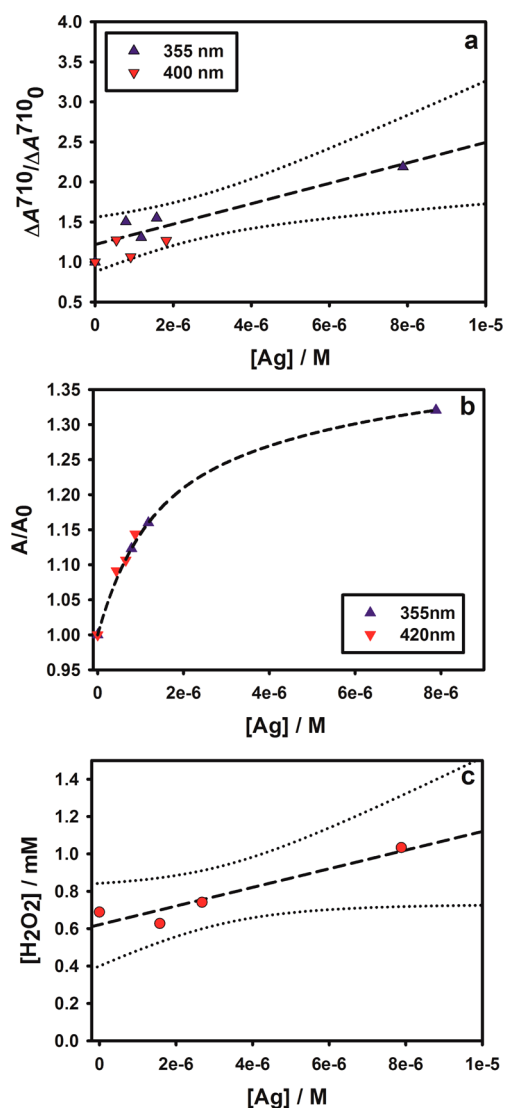 a
355 nm
400 nm
4.0
3.5
3.0
2.5
2.0
1.5
1.0
0.5
ΔA⁷¹⁰/ΔA⁷¹⁰₀
0 2e-6 4e-6 6e-6 8e-6 1e-5
[Ag] / M
b
1.35
1.30
1.25
1.20
1.15
1.10
1.05
1.00
0.95
A/A₀
355nm
420nm
0 2e-6 4e-6 6e-6 8e-6
[Ag] / M
c
1.4
1.2
1.0
0.8
0.6
0.4
0.2
0.0
[H₂O₂] / mM
0 2e-6 4e-6 6e-6 8e-6 1e-5
[Ag] / M